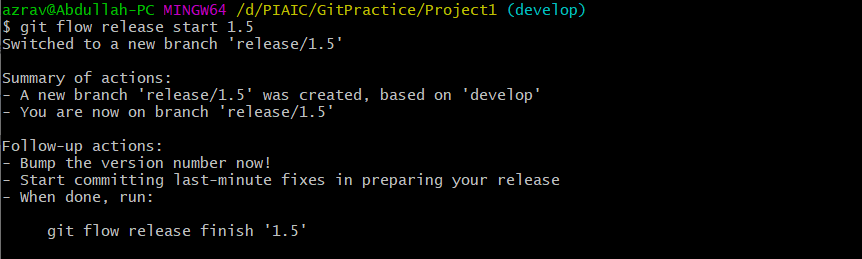 azrav@Abdullah-PC MINGW64 /d/PIAIC/GitPractice/Project1 (develop)
$ git flow release start 1.5
Switched to a new branch 'release/1.5'

Summary of actions:
- A new branch 'release/1.5' was created, based on 'develop'
- You are now on branch 'release/1.5'

Follow-up actions:
- Bump the version number now!
- Start committing last-minute fixes in preparing your release
- When done, run:

     git flow release finish '1.5'